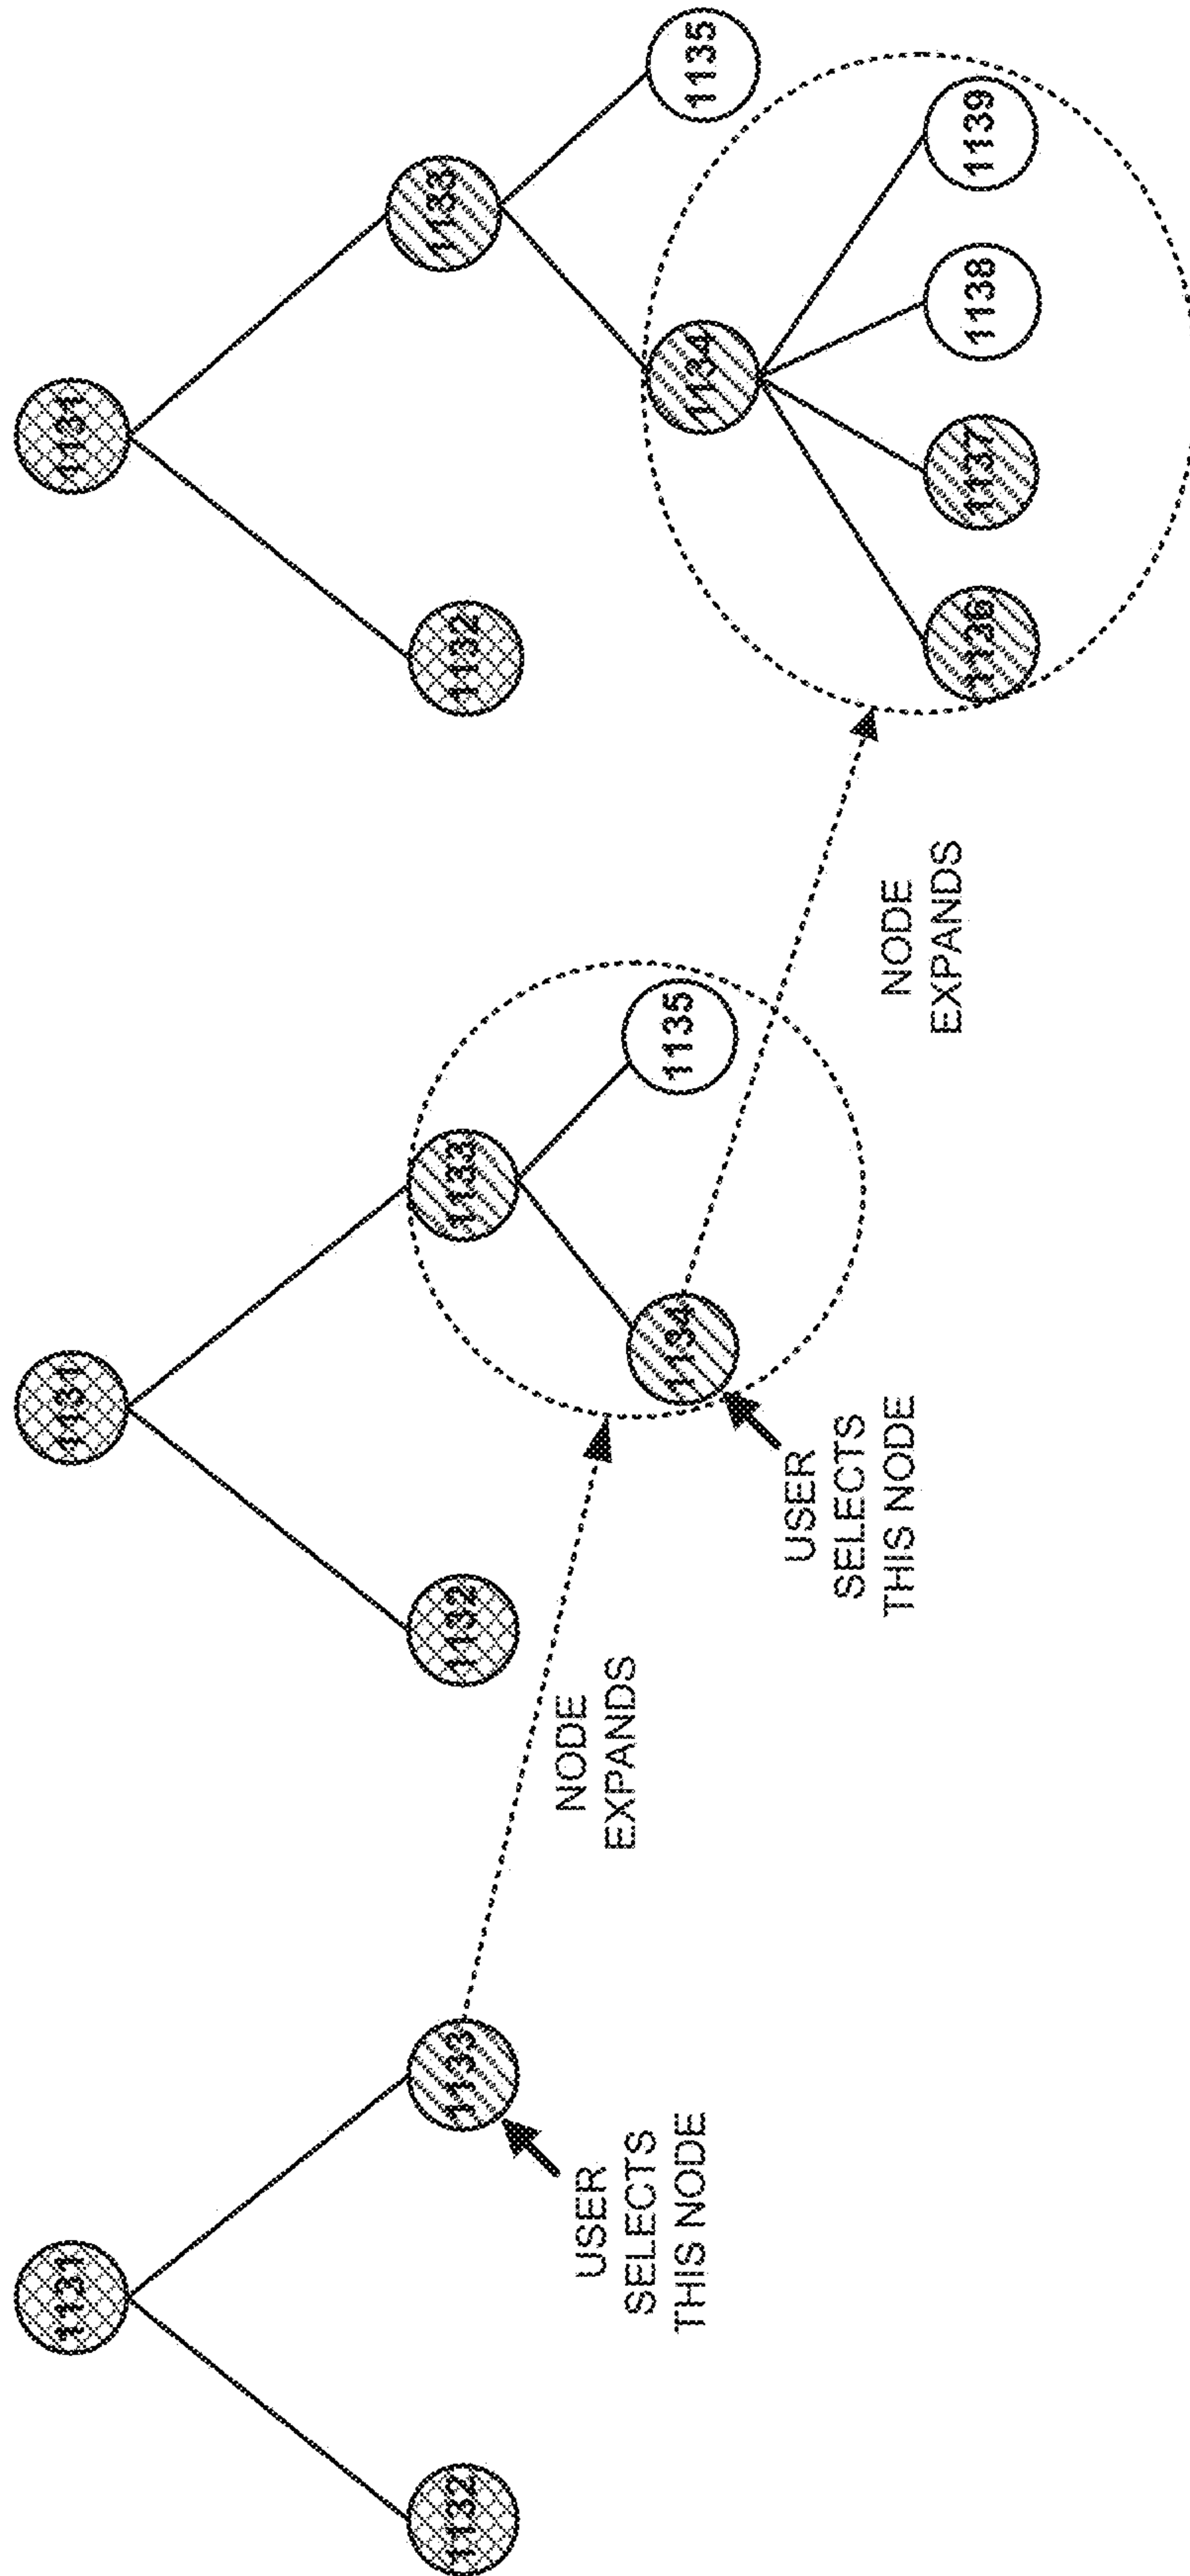 1131
1132
1133
USER
SELECTS
THIS NODE
NODE
EXPANDS
1131
1132
1133
1134
1135
USER
SELECTS
THIS NODE
NODE
EXPANDS
1131
1132
1133
1134
1135
1136
1137
1138
1139